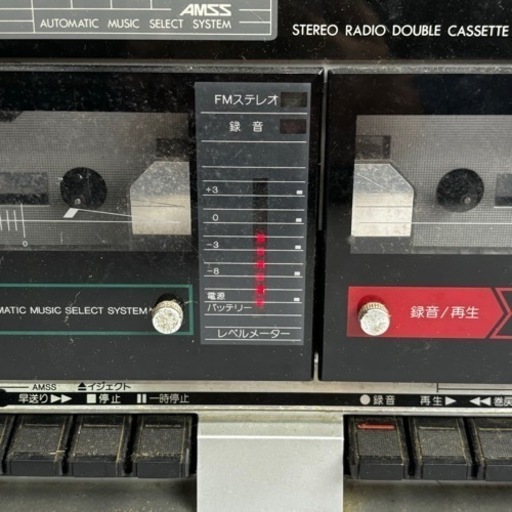 AMSS
AUTOMATIC MUSIC SELECT SYSTEM
STEREO RADIO DOUBLE CASSETTE
FMステレオ
録音
+3
0
-3
-8
電源
バッテリー
レベルメーター
0
MATIC MUSIC SELECT SYSTEM
録音/再生
AMSS ▲イジェクト
早送り▶▶ ■停止 ❚❚一時停止
●録音 再生▶ ◀◀巻戻